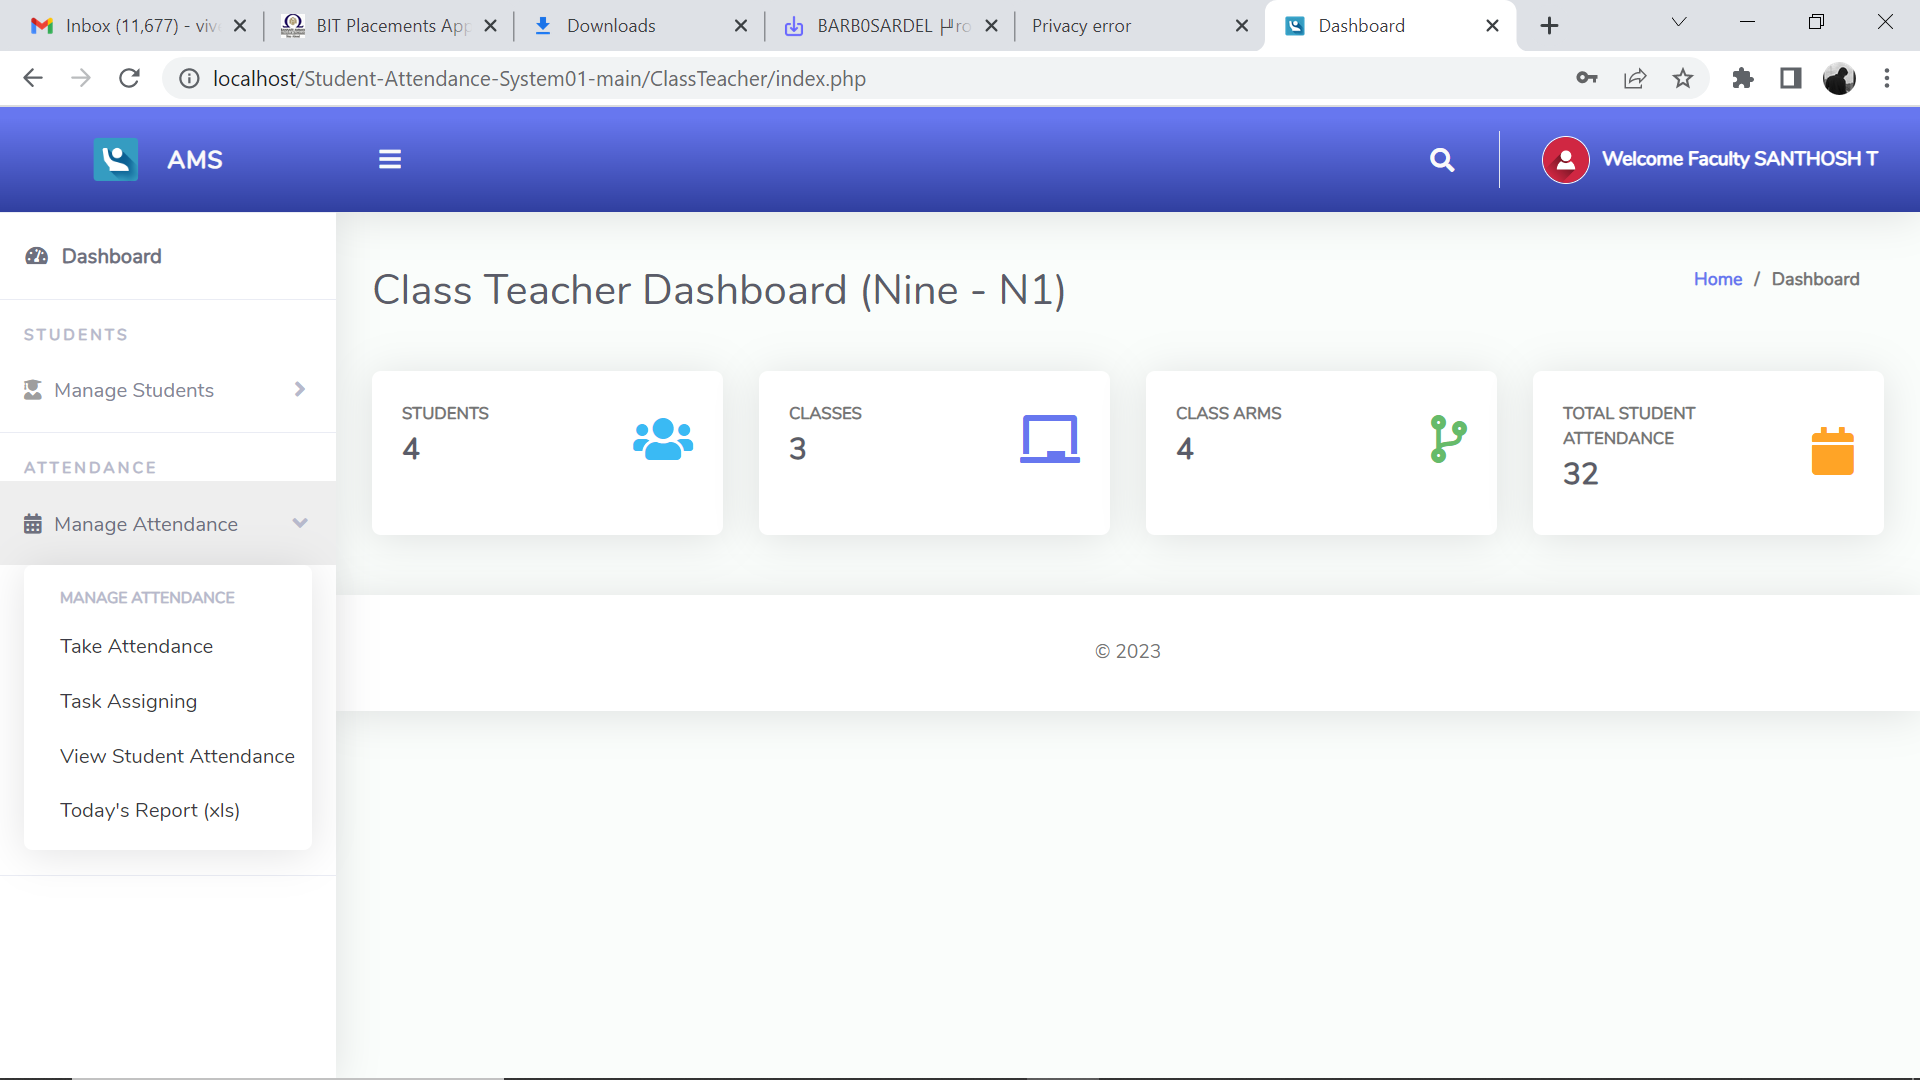 Inbox (11,677) - viv
BIT Placements App
Downloads
BARB0SARDEL
Privacy error
Dashboard
localhost/Student-Attendance-System01-main/ClassTeacher/index.php
AMS
Welcome Faculty SANTHOSH T
Dashboard
STUDENTS
Manage Students
ATTENDANCE
Manage Attendance
MANAGE ATTENDANCE
Take Attendance
Task Assigning
View Student Attendance
Today's Report (xls)
Class Teacher Dashboard (Nine - N1)
Home / Dashboard
STUDENTS
4
CLASSES
3
CLASS ARMS
4
TOTAL STUDENT
ATTENDANCE
32
© 2023